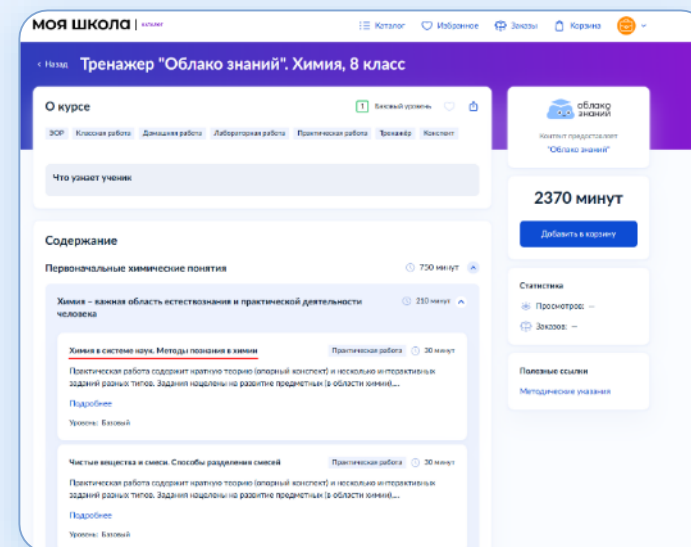 МОЯ ШКОЛА | КАТАЛОГ
Каталог Избранное Заказы Корзина
‹ Назад Тренажер "Облако знаний". Химия, 8 класс
О курсе
1 Базовый уровень
ЭОР Классная работа Домашняя работа Лабораторная работа Практическая работа Тренажёр Конспект
Что узнает ученик
облако
знаний
Контент предоставляет
"Облако знаний"
2370 минут
Добавить в корзину
Статистика
Просмотров: —
Заказов: —
Полезные ссылки
Методические указания
Содержание
Первоначальные химические понятия 750 минут
Химия – важная область естествознания и практической деятельности 210 минут
человека
Химия в системе наук. Методы познания в химии Практическая работа 30 минут
Практическая работа содержит краткую теорию (опорный конспект) и несколько интерактивных
заданий разных типов. Задания нацелены на развитие предметных (в области химии),...
Подробнее
Уровень: Базовый
Чистые вещества и смеси. Способы разделения смесей Практическая работа 30 минут
Практическая работа содержит краткую теорию (опорный конспект) и несколько интерактивных
заданий разных типов. Задания нацелены на развитие предметных (в области химии),...
Подробнее
Уровень: Базовый